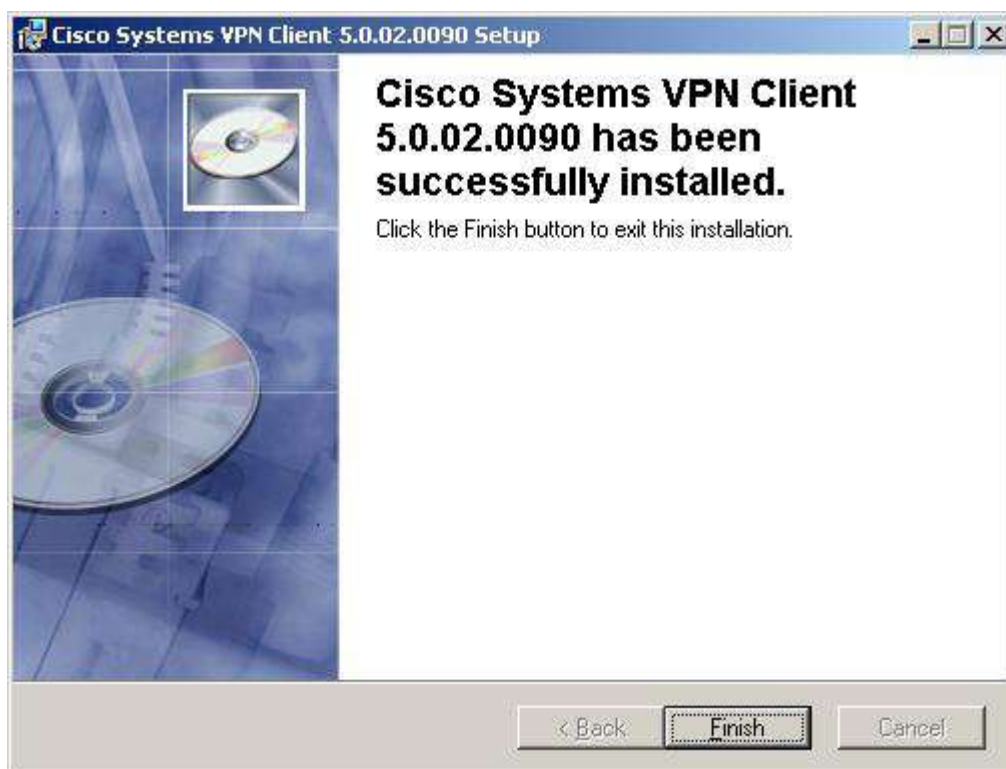 Cisco Systems VPN Client 5.0.02.0090 Setup
Cisco Systems VPN Client
5.0.02.0090 has been
successfully installed.
Click the Finish button to exit this installation.
< Back
Finish
Cancel